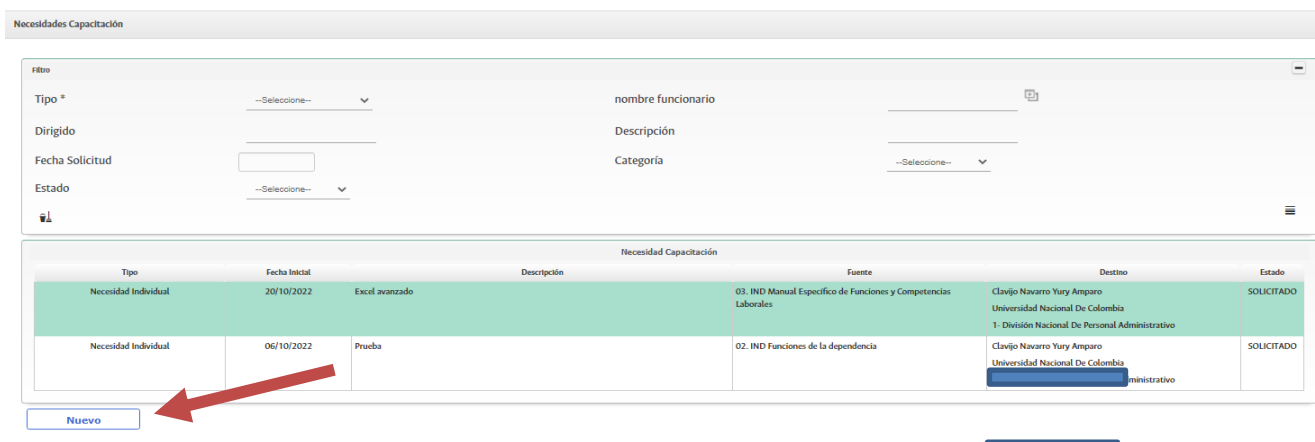 Necesidades Capacitación
Filtro
Tipo * --Seleccione-- nombre funcionario
Dirigido Descripción
Fecha Solicitud Categoría --Seleccione--
Estado --Seleccione--
Necesidad Capacitación
Tipo Fecha Inicial Descripción Fuente Destino Estado
Necesidad Individual 20/10/2022 Excel avanzado 03. IND Manual Específico de Funciones y Competencias Clavijo Navarro Yury Amparo SOLICITADO
Laborales Universidad Nacional De Colombia
1- División Nacional De Personal Administrativo
Necesidad Individual 06/10/2022 Prueba 02. IND Funciones de la dependencia Clavijo Navarro Yury Amparo SOLICITADO
Universidad Nacional De Colombia
ministrativo
Nuevo